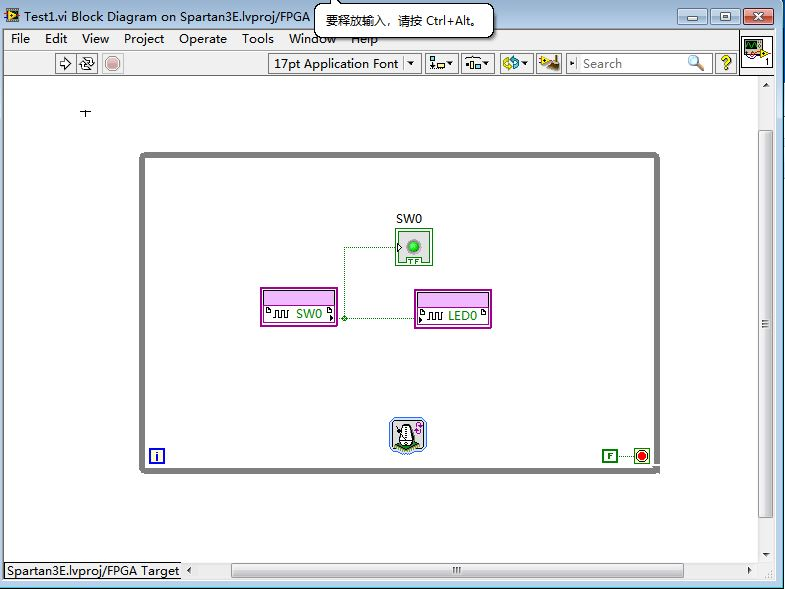 Test1.vi Block Diagram on Spartan3E.lvproj/FPGA
要释放输入，请按 Ctrl+Alt。
File Edit View Project Operate Tools Window Help
17pt Application Font
Search
?
1
SW0
TF
SW0
LED0
i
F
Spartan3E.lvproj/FPGA Target